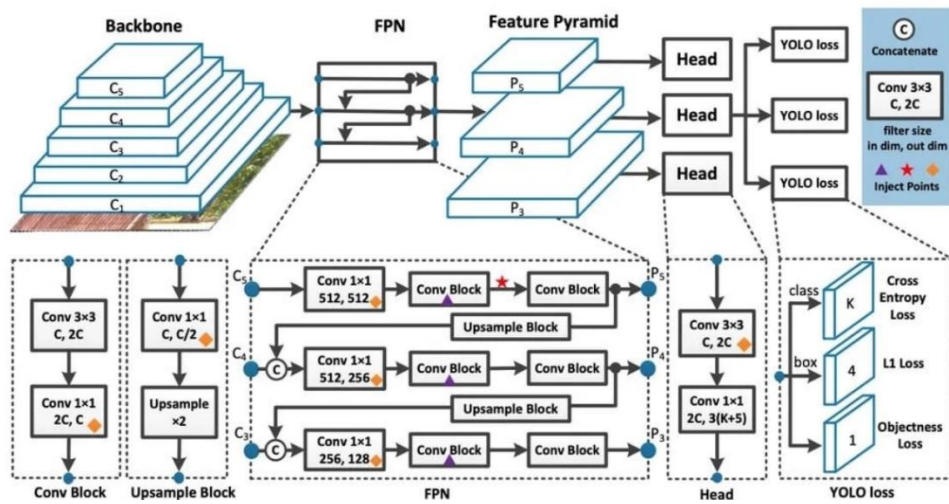 Backbone
FPN
Feature Pyramid
C5
C4
C3
C2
C1
P5
P4
P3
Head
Head
Head
YOLO loss
YOLO loss
YOLO loss
C
Concatenate
Conv 3×3
C, 2C
filter size
in dim, out dim
Inject Points
Conv 3×3
C, 2C
Conv 1×1
2C, C
Conv Block
Conv 1×1
C, C/2
Upsample
×2
Upsample Block
C5
Conv 1×1
512, 512
Conv Block
Conv Block
P5
Upsample Block
C4
C
Conv 1×1
512, 256
Conv Block
Conv Block
P4
Upsample Block
C3
C
Conv 1×1
256, 128
Conv Block
Conv Block
P3
FPN
Conv 3×3
C, 2C
Conv 1×1
2C, 3(K+5)
Head
class
K
Cross
Entropy
Loss
box
4
L1 Loss
1
Objectness
Loss
YOLO loss